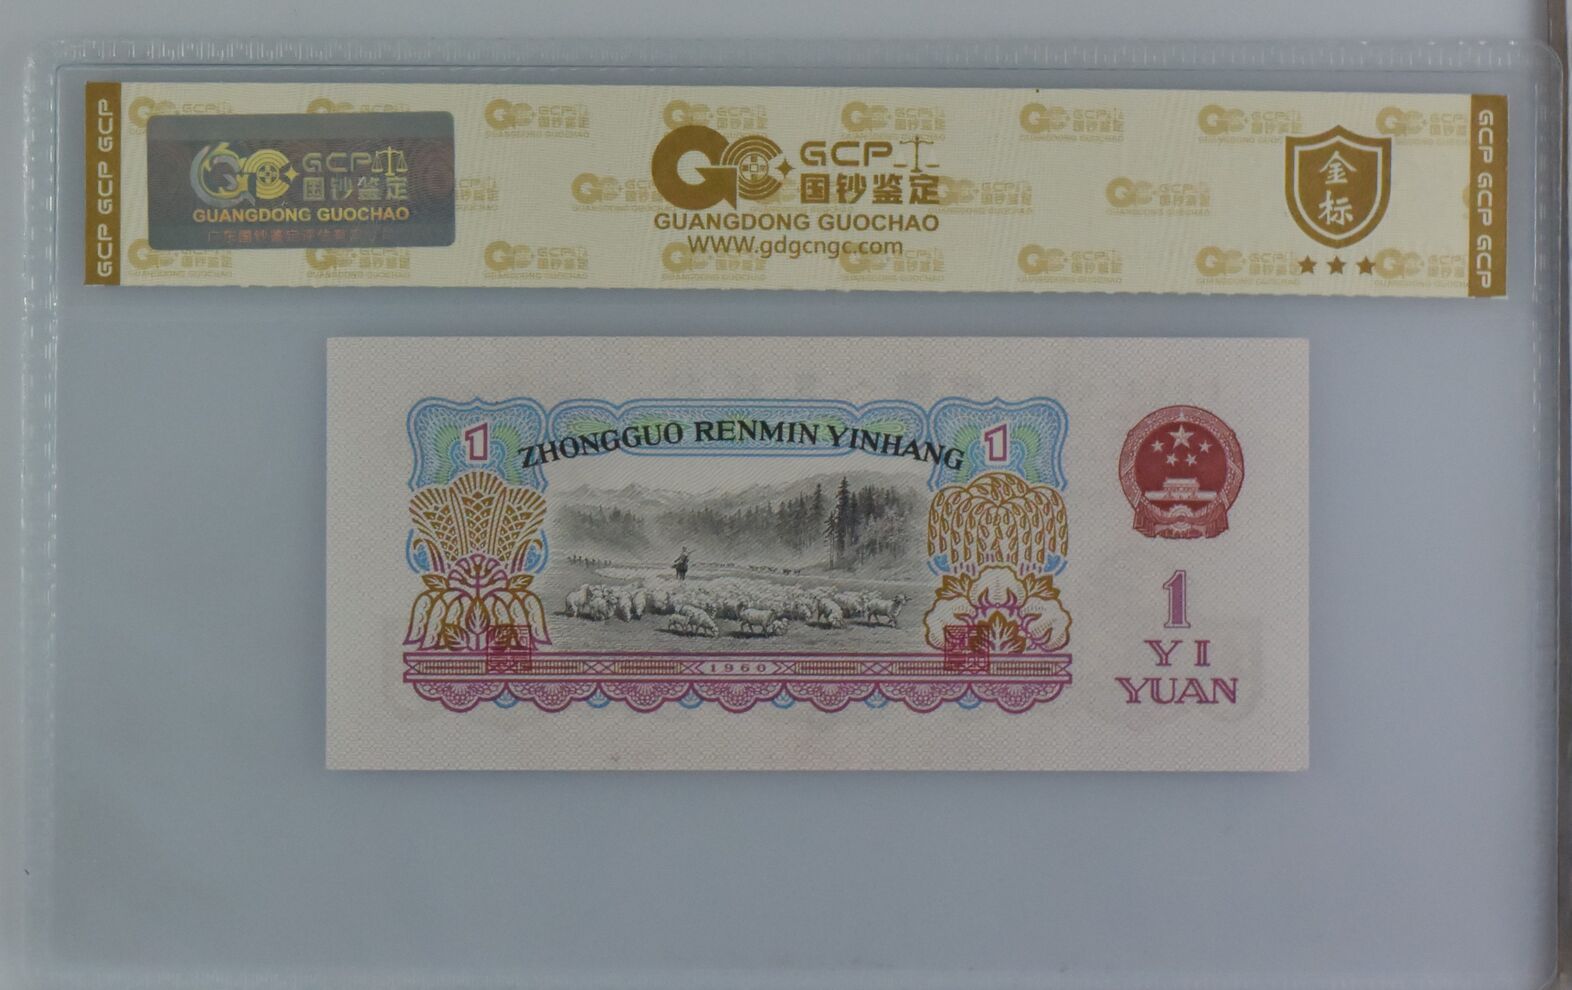 GCP GCP GCP
GCP
国钞鉴定
GUANGDONG GUOCHAO
GCP
国钞鉴定
GUANGDONG GUOCHAO
WWW.gdgcngc.com
金标
GCP GCP GCP
ZHONGGUO RENMIN YINHANG
1
1
1960
1
YI
YUAN